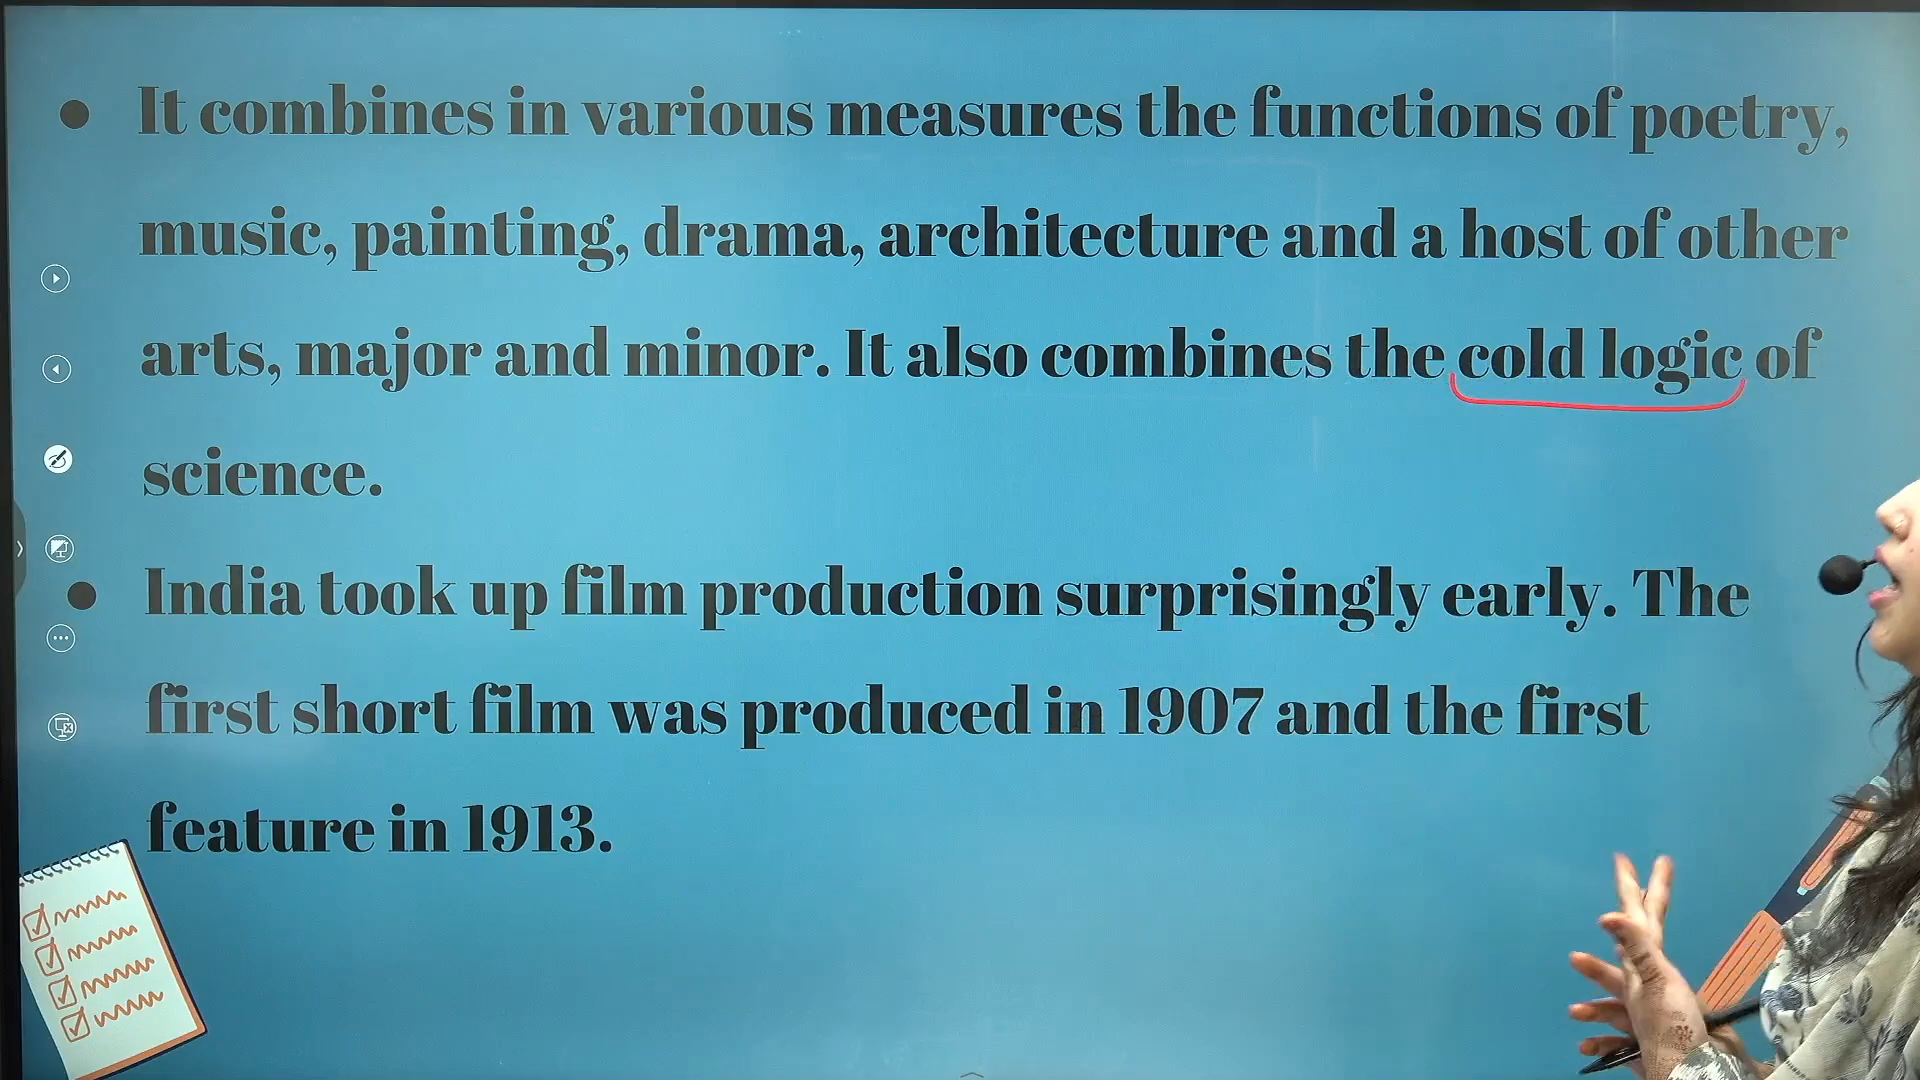 It combines in various measures the functions of poetry,
music, painting, drama, architecture and a host of other
arts, major and minor. It also combines the cold logic of
science.
India took up film production surprisingly early. The
first short film was produced in 1907 and the first
feature in 1913.